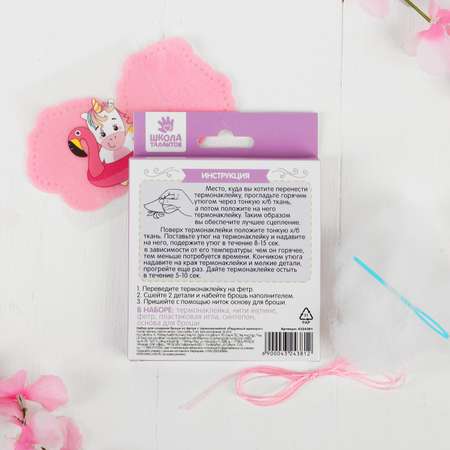 ШКОЛА
ТАЛАНТОВ
ИНСТРУКЦИЯ
Место, куда вы хотите перенести
термонаклейку, прогладьте горячим
утюгом через тонкую х/б ткань,
а потом положите на него
термонаклейку. Таким образом
вы обеспечите лучшее сцепление.
Поверх термонаклейки положите тонкую х/б
ткань. Поставьте утюг на термонаклейку и надавите
на него, подержите утюг в течение 8-15 сек.
в зависимости от его температуры: чем он горячее,
тем меньше потребуется времени. Кончиком утюга
надавите на края термонаклейки и мелкие детали,
прогрейте еще раз. Дайте термонаклейке остыть
в течение 5-10 сек.
1. Переведите термонаклейку на фетр.
2. Сшейте 2 детали и набейте брошь наполнителем.
3. Пришейте с помощью ниток основу для броши
В НАБОРЕ: термонаклейка, нити мулине,
фетр, пластиковая игла, синтепон,
основа для броши
6900043243812